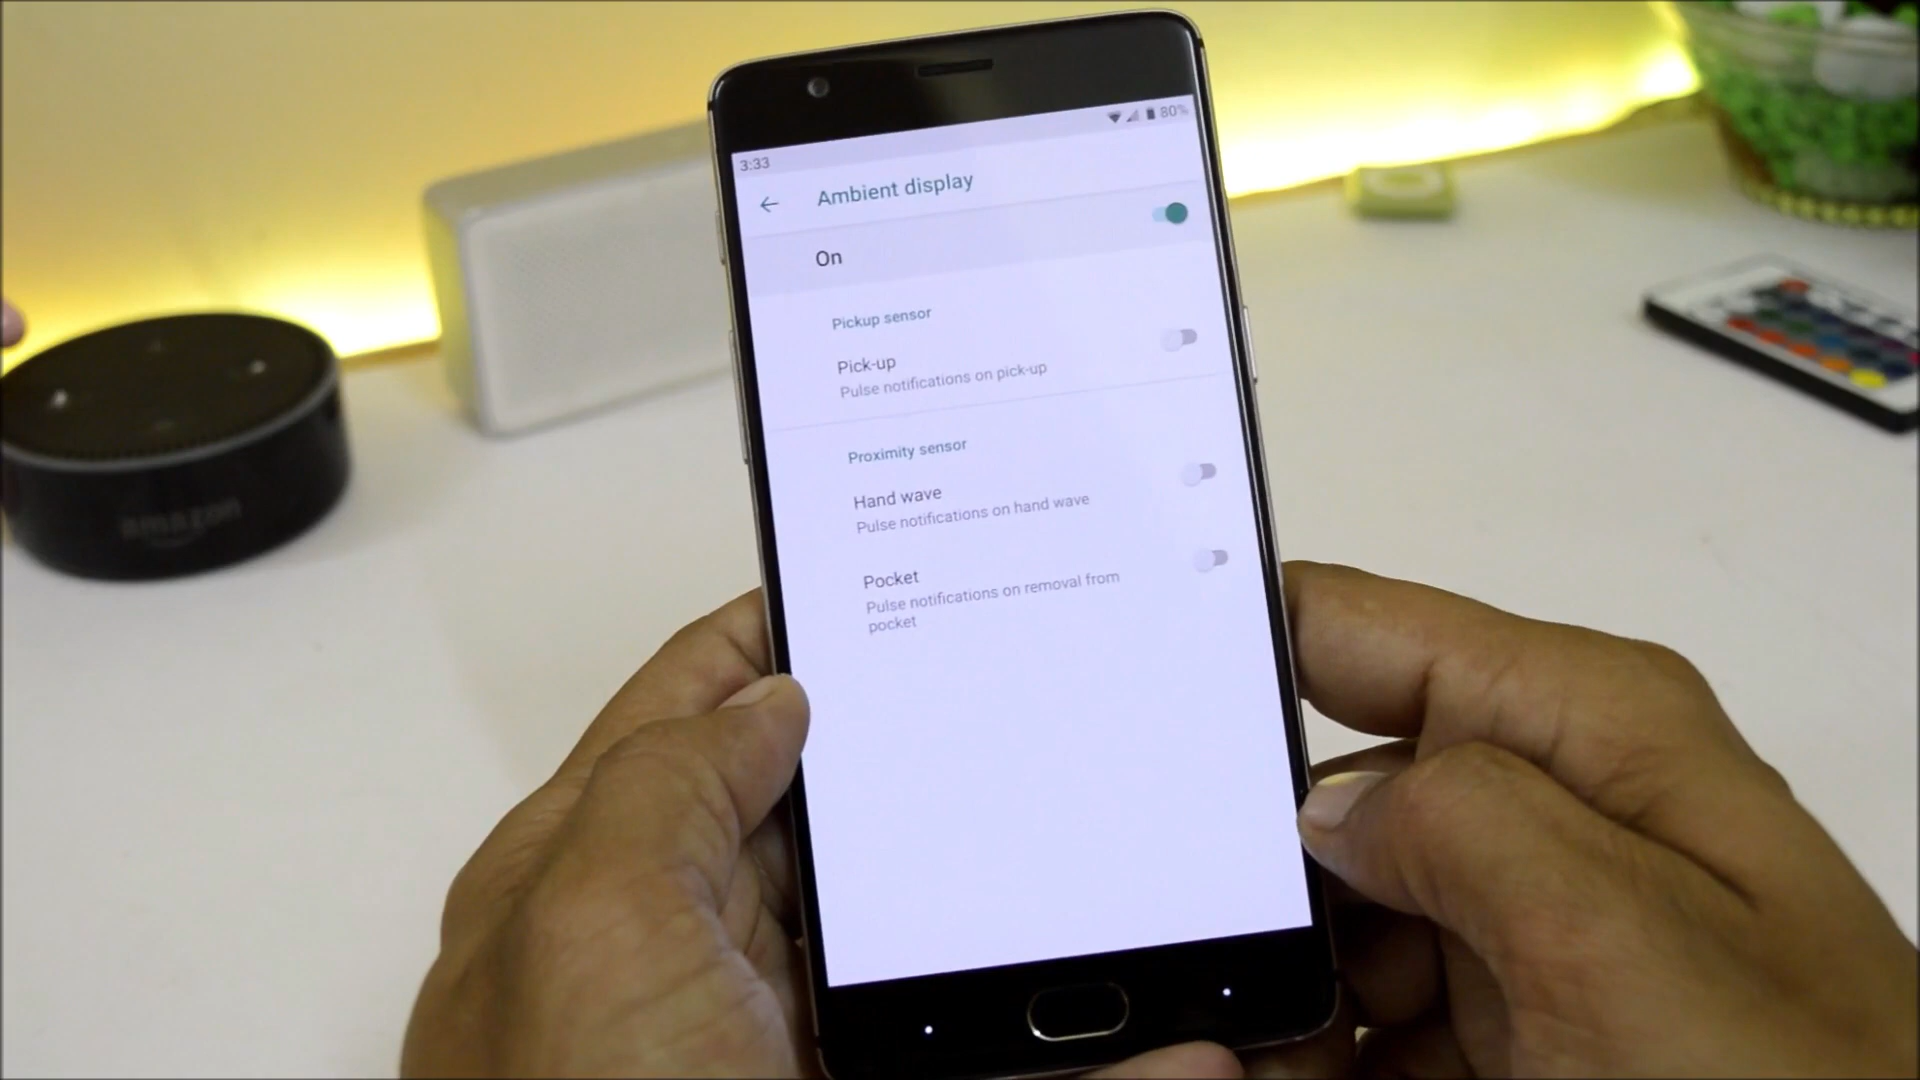 80%
3:33
Ambient display
On
Pickup sensor
Pick-up
Pulse notifications on pick-up
Proximity sensor
Hand wave
Pulse notifications on hand wave
Pocket
Pulse notifications on removal from
pocket
amazon